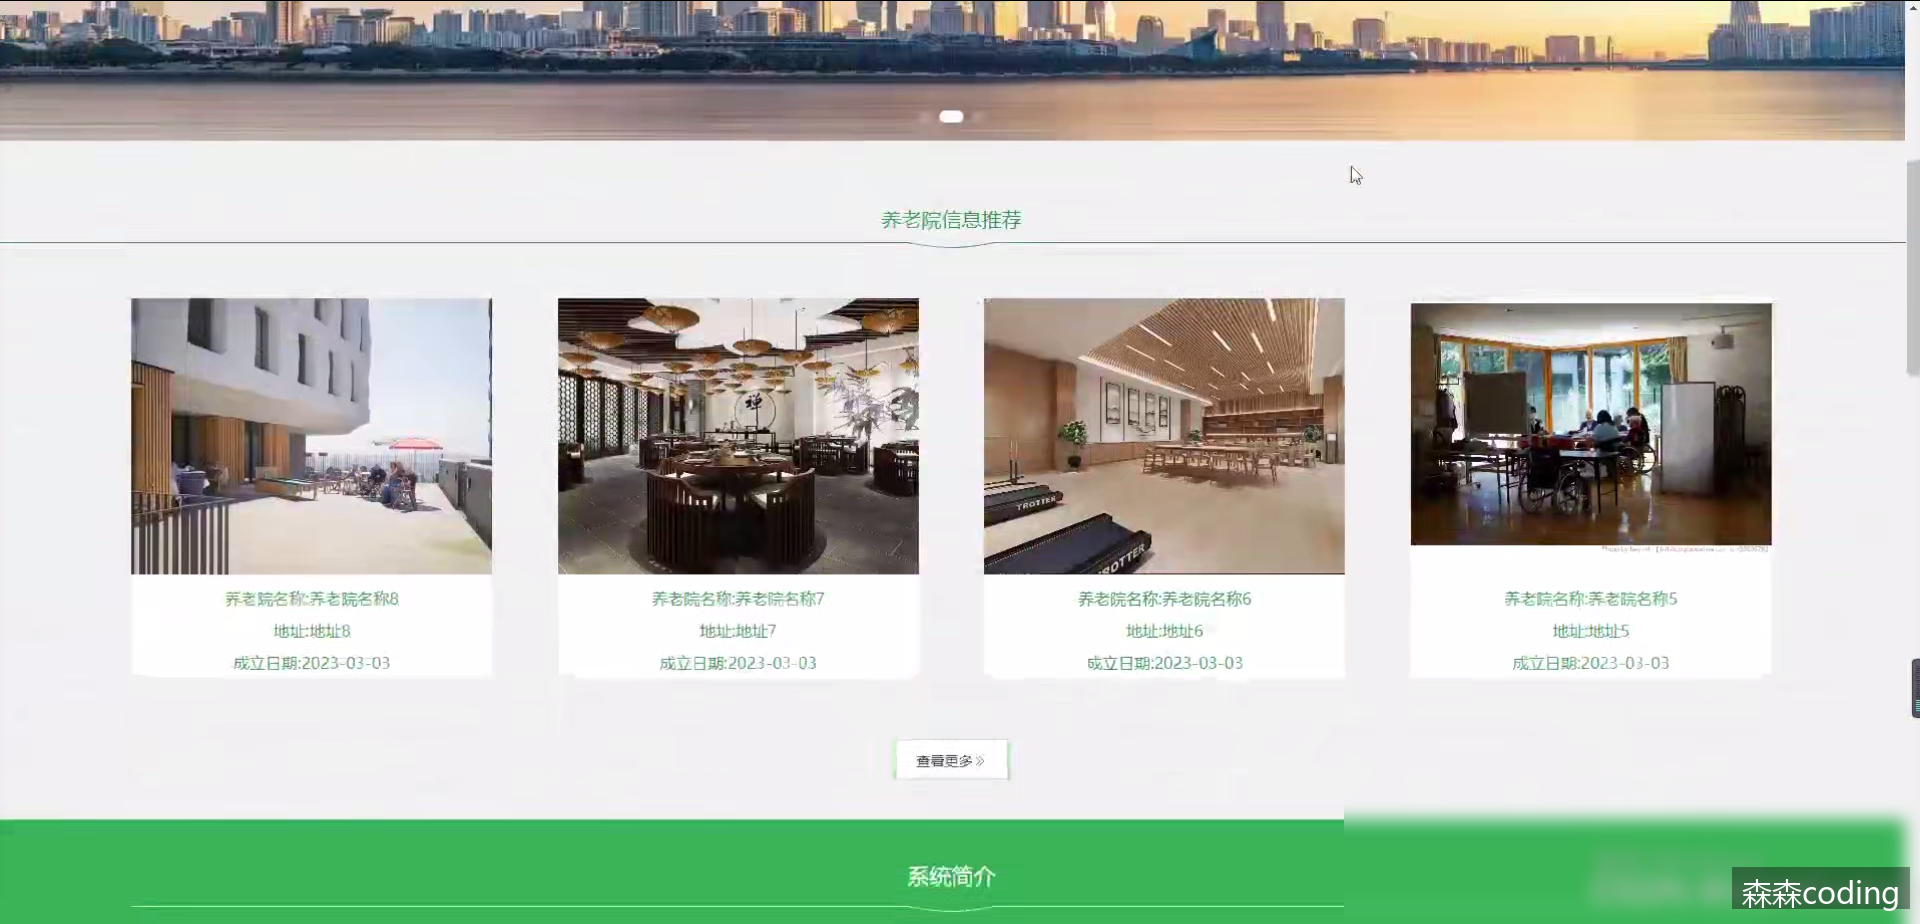 养老院信息推荐
禅
TROTTER
TROTTER
养老院名称:养老院名称8
地址:地址8
成立日期:2023-03-03
养老院名称:养老院名称7
地址:地址7
成立日期:2023-03-03
养老院名称:养老院名称6
地址:地址6
成立日期:2023-03-03
养老院名称:养老院名称5
地址:地址5
成立日期:2023-03-03
查看更多»
系统简介
森森coding